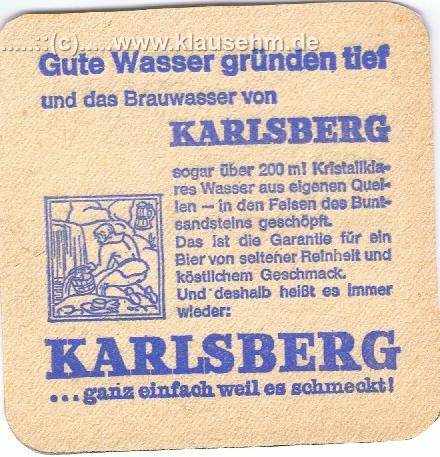 .....::(c).....www.klausehm.de
Gute Wasser gründen tief
und das Brauwasser von
KARLSBERG
sogar über 200 m! Kristallkla-
res Wasser aus eigenen Quel-
len — in den Felsen des Bunt-
sandsteins geschöpft.
Das ist die Garantie für ein
Bier von seltener Reinheit und
köstlichem Geschmack.
Und deshalb heißt es immer
wieder:
KARLSBERG
...ganz einfach weil es schmeckt!